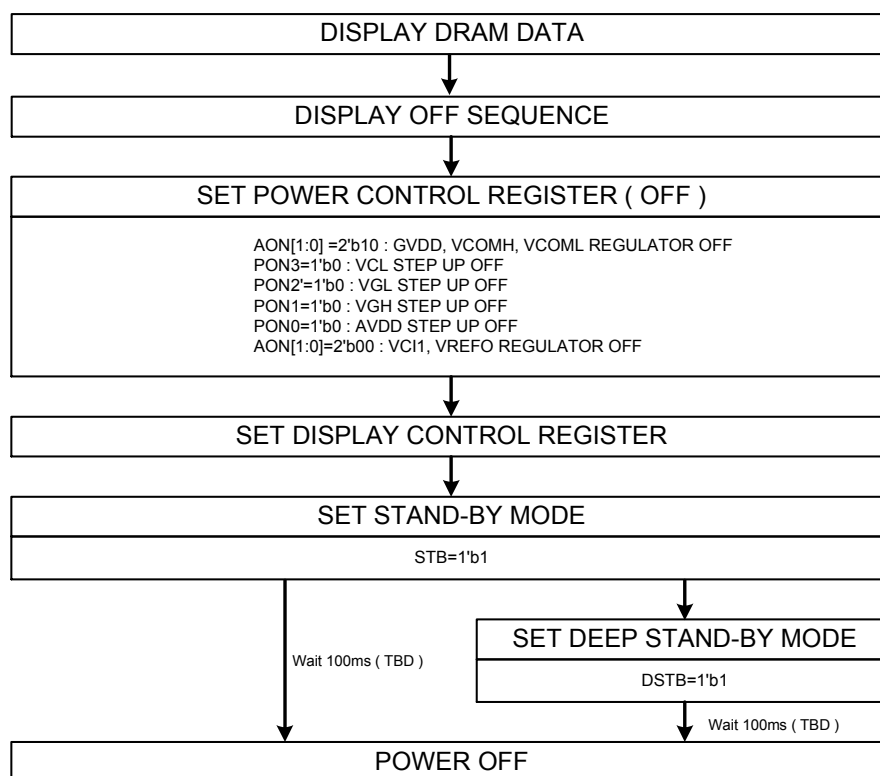 DISPLAY DRAM DATA
DISPLAY OFF SEQUENCE
SET POWER CONTROL REGISTER ( OFF )
AON[1:0] =2'b10 : GVDD, VCOMH, VCOML REGULATOR OFF
PON3=1'b0 : VCL STEP UP OFF
PON2'=1'b0 : VGL STEP UP OFF
PON1=1'b0 : VGH STEP UP OFF
PON0=1'b0 : AVDD STEP UP OFF
AON[1:0]=2'b00 : VCI1, VREFO REGULATOR OFF
SET DISPLAY CONTROL REGISTER
SET STAND-BY MODE
STB=1'b1
SET DEEP STAND-BY MODE
Wait 100ms ( TBD )
DSTB=1'b1
Wait 100ms ( TBD )
POWER OFF